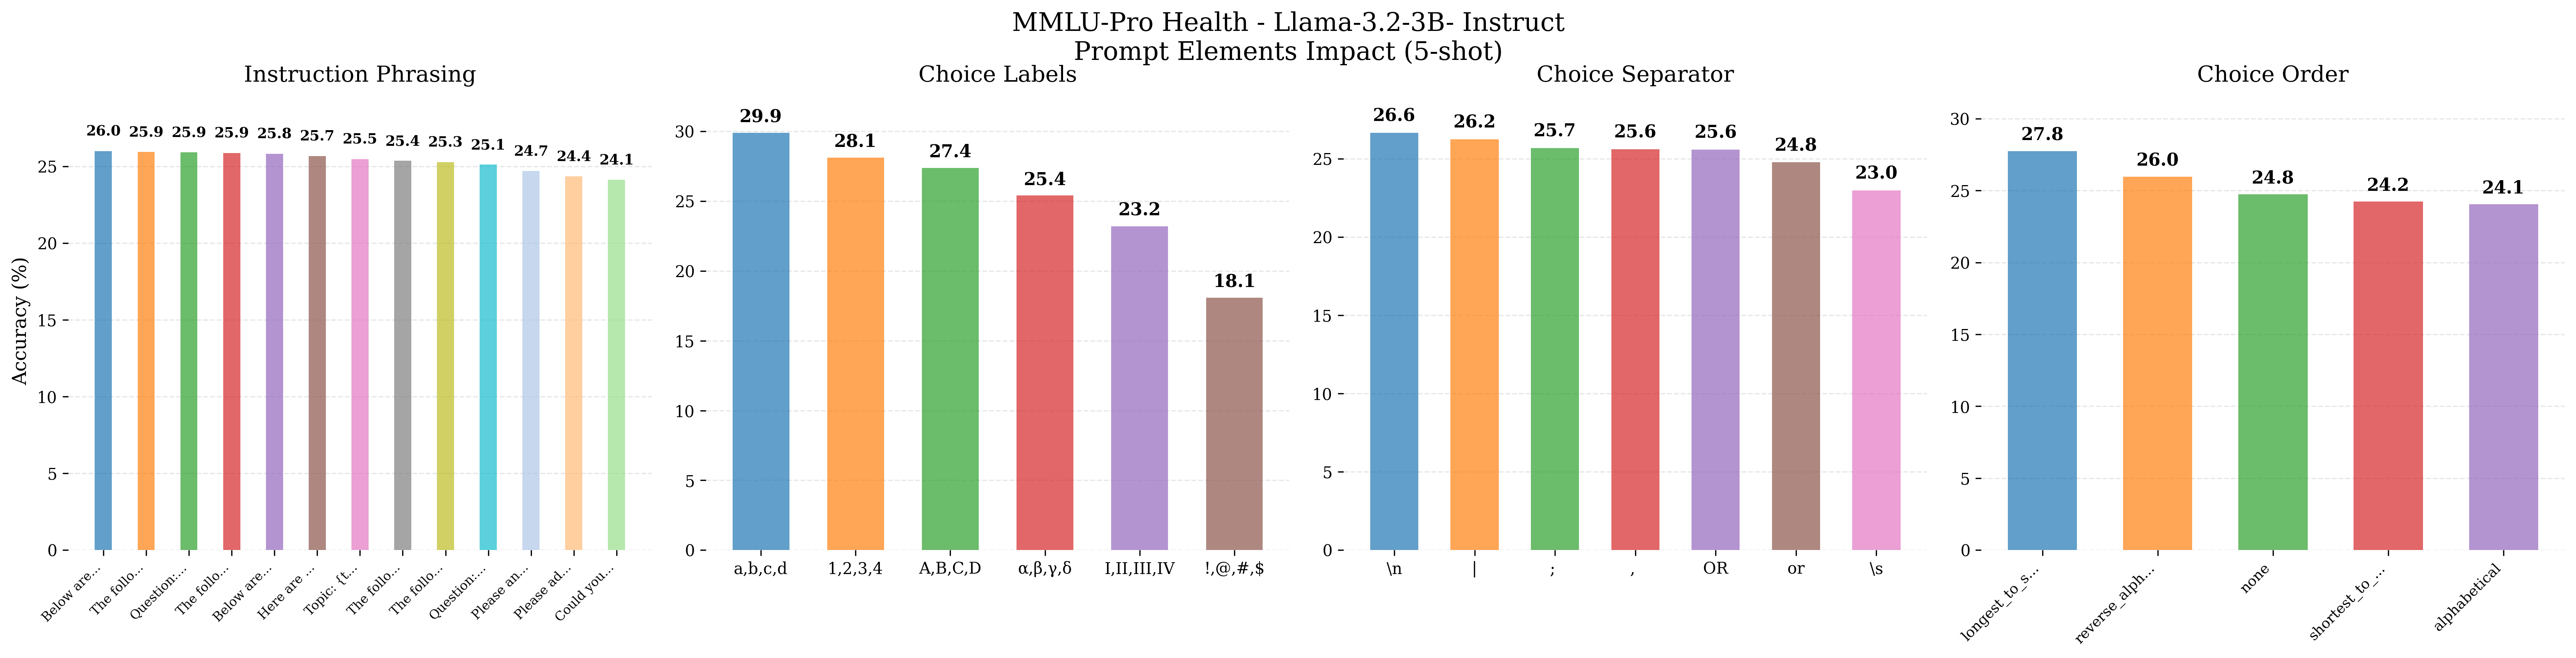 MMLU-Pro Health - Llama-3.2-3B- Instruct
Prompt Elements Impact (5-shot)
Instruction Phrasing
Accuracy (%)
0
5
10
15
20
25
26.0 25.9 25.9 25.9 25.8 25.7 25.5 25.4 25.3 25.1 24.7 24.4 24.1
Below are...
The follo...
Question:...
The follo...
Below are...
Here are ...
Topic: {t...
The follo...
The follo...
Question:...
Please an...
Please ad...
Could you...
Choice Labels
0
5
10
15
20
25
30
29.9 28.1 27.4 25.4 23.2 18.1
a,b,c,d 1,2,3,4 A,B,C,D α,β,γ,δ I,II,III,IV !,@,#,$
Choice Separator
0
5
10
15
20
25
26.6 26.2 25.7 25.6 25.6 24.8 23.0
\n | ; , OR or \s
Choice Order
0
5
10
15
20
25
30
27.8 26.0 24.8 24.2 24.1
longest_to_s...
reverse_alph...
none
shortest_to_...
alphabetical